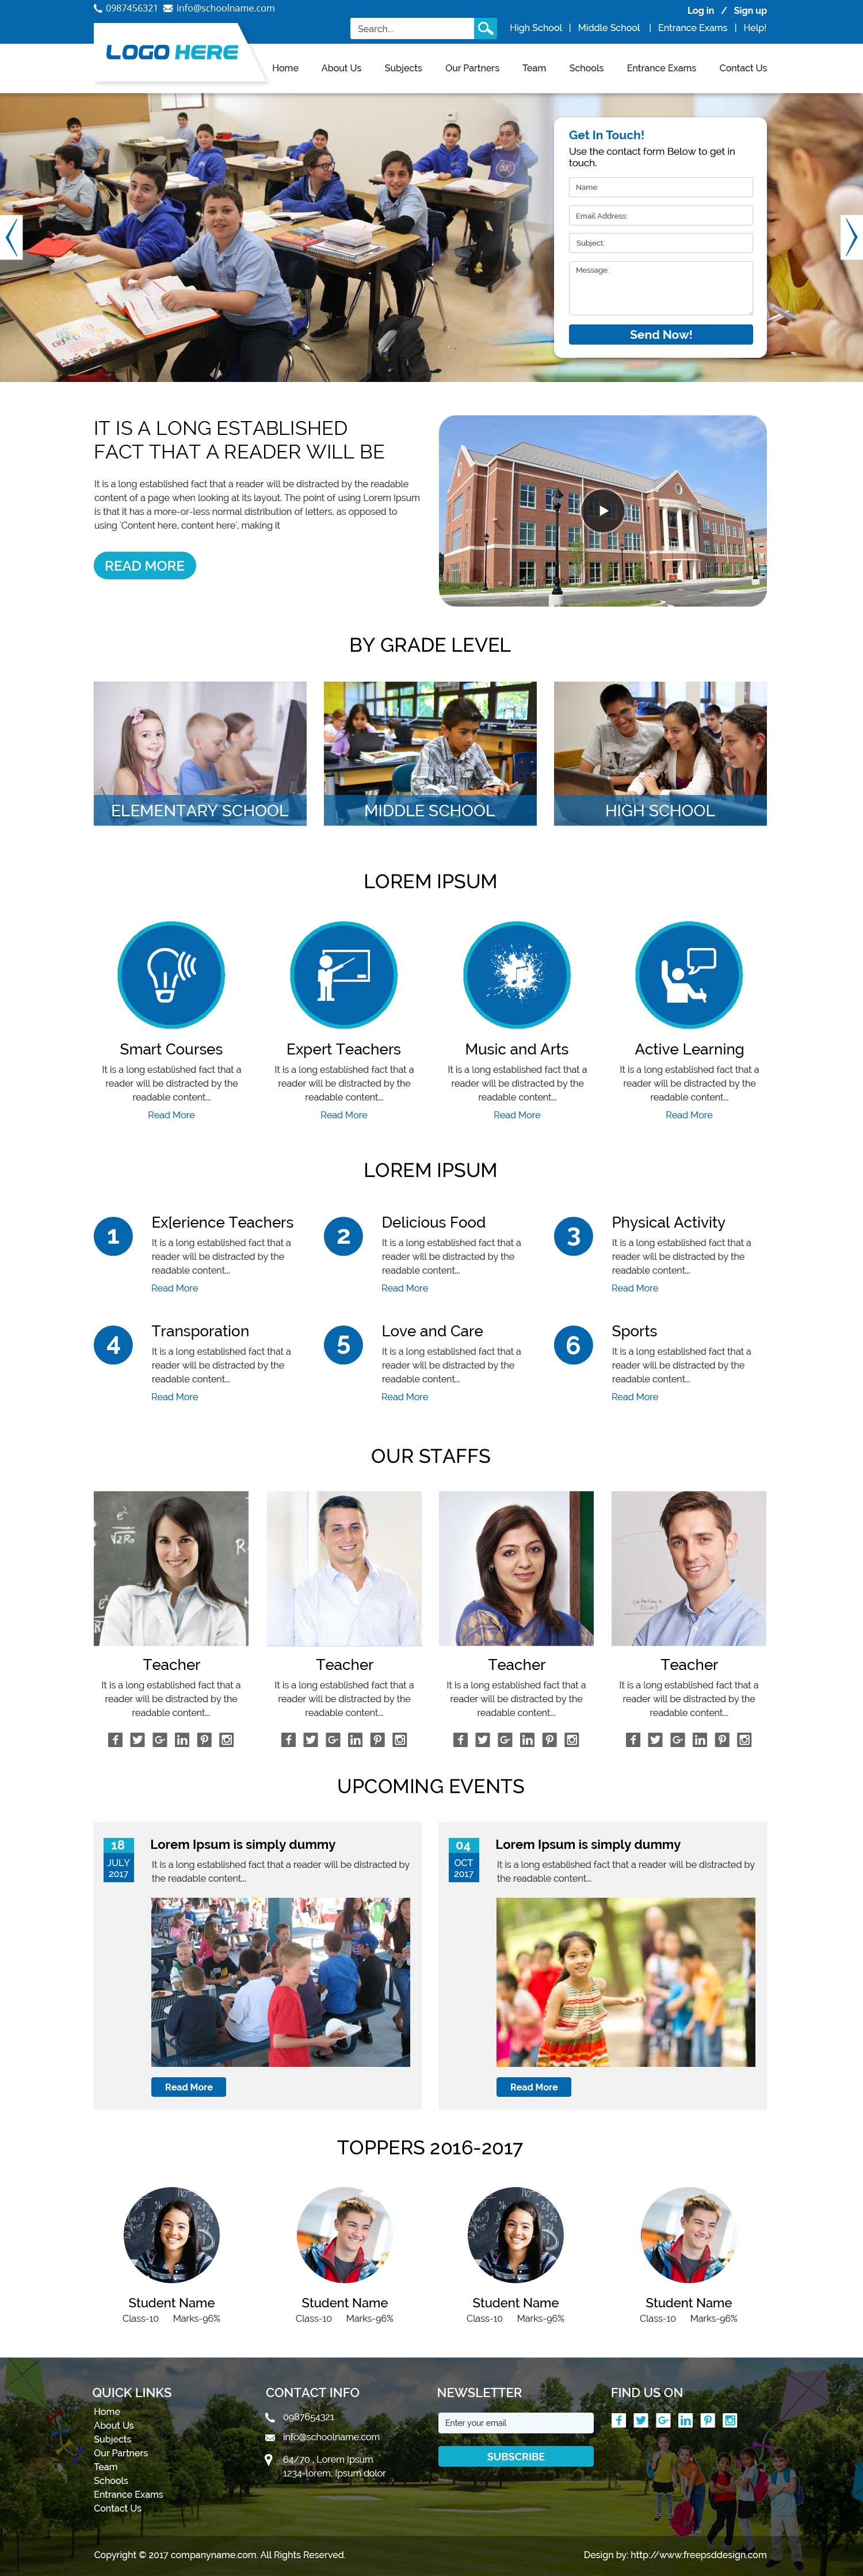 0987456321 info@schoolname.com
Log in / Sign up
Search...
High School | Middle School | Entrance Exams | Help!
LOGO HERE
Home About Us Subjects Our Partners Team Schools Entrance Exams Contact Us
Get In Touch!
Use the contact form Below to get in
touch.
Name:
Email Address:
Subject:
Message:
Send Now!
IT IS A LONG ESTABLISHED
FACT THAT A READER WILL BE
It is a long established fact that a reader will be distracted by the readable
content of a page when looking at its layout. The point of using Lorem Ipsum
is that it has a more-or-less normal distribution of letters, as opposed to
using 'Content here, content here', making it
READ MORE
BY GRADE LEVEL
ELEMENTARY SCHOOL
MIDDLE SCHOOL
HIGH SCHOOL
LOREM IPSUM
Smart Courses
It is a long established fact that a
reader will be distracted by the
readable content...
Read More
Expert Teachers
It is a long established fact that a
reader will be distracted by the
readable content...
Read More
Music and Arts
It is a long established fact that a
reader will be distracted by the
readable content...
Read More
Active Learning
It is a long established fact that a
reader will be distracted by the
readable content...
Read More
LOREM IPSUM
1
Ex[erience Teachers
It is a long established fact that a
reader will be distracted by the
readable content...
Read More
2
Delicious Food
It is a long established fact that a
reader will be distracted by the
readable content...
Read More
3
Physical Activity
It is a long established fact that a
reader will be distracted by the
readable content...
Read More
4
Transporation
It is a long established fact that a
reader will be distracted by the
readable content...
Read More
5
Love and Care
It is a long established fact that a
reader will be distracted by the
readable content...
Read More
6
Sports
It is a long established fact that a
reader will be distracted by the
readable content...
Read More
OUR STAFFS
Teacher
It is a long established fact that a
reader will be distracted by the
readable content...
Teacher
It is a long established fact that a
reader will be distracted by the
readable content...
Teacher
It is a long established fact that a
reader will be distracted by the
readable content...
Teacher
It is a long established fact that a
reader will be distracted by the
readable content...
UPCOMING EVENTS
18
JULY
2017
Lorem Ipsum is simply dummy
It is a long established fact that a reader will be distracted by
the readable content...
Read More
04
OCT
2017
Lorem Ipsum is simply dummy
It is a long established fact that a reader will be distracted by
the readable content...
Read More
TOPPERS 2016-2017
Student Name
Class-10 Marks-96%
Student Name
Class-10 Marks-96%
Student Name
Class-10 Marks-96%
Student Name
Class-10 Marks-96%
QUICK LINKS
Home
About Us
Subjects
Our Partners
Team
Schools
Entrance Exams
Contact Us
CONTACT INFO
0987654321
info@schoolname.com
64/70 , Lorem Ipsum
1234-lorem, Ipsum dolor
NEWSLETTER
Enter your email
SUBSCRIBE
FIND US ON
Copyright © 2017 companyname.com. All Rights Reserved.
Design by: http://www.freepsddesign.com